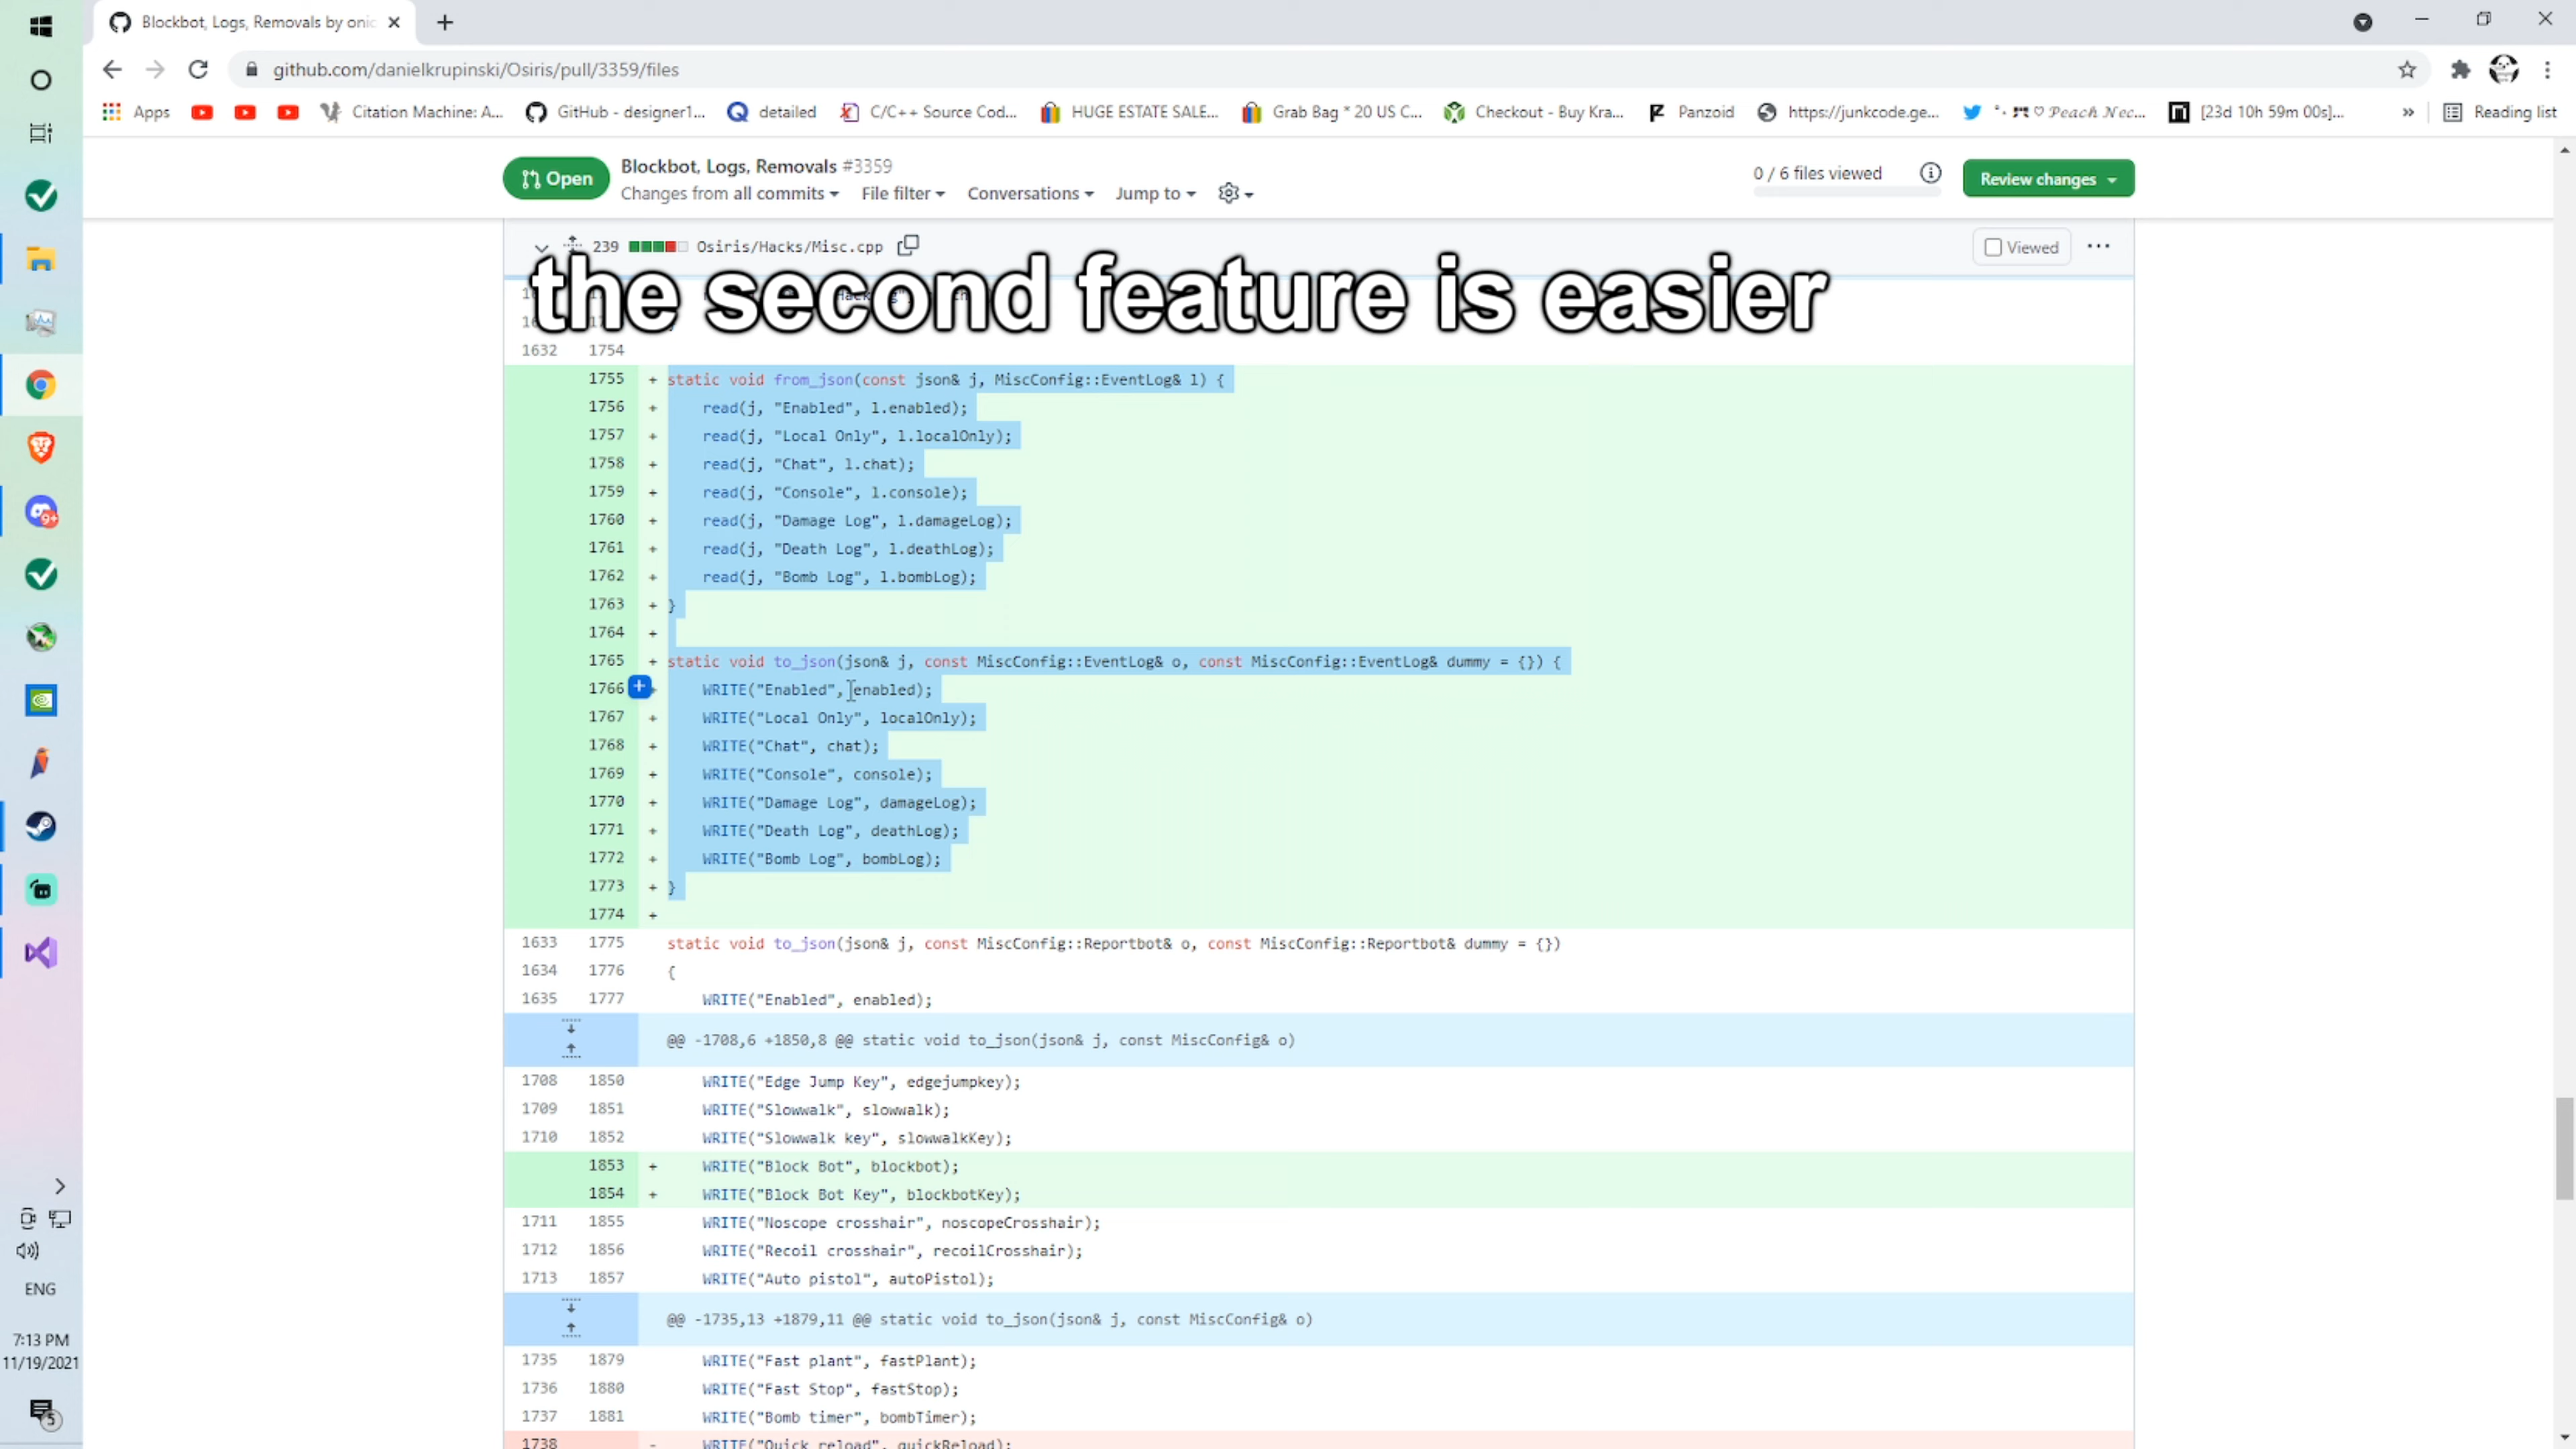 Blockbot, Logs, Removals by onic
github.com/danielkrupinski/Osiris/pull/3359/files
Apps
Citation Machine: A...
GitHub - designer1...
detailed
C/C++ Source Cod...
HUGE ESTATE SALE...
Grab Bag * 20 US C...
Checkout - Buy Kra...
Panzoid
https://junkcode.ge...
Peach Nec...
[23d 10h 59m 00s]...
»
Reading list
Open
Blockbot, Logs, Removals #3359
Changes from all commits
File filter
Conversations
Jump to
0 / 6 files viewed
Review changes
239 Osiris/Hacks/Misc.cpp
Viewed
the second feature is easier
1632 1754
1755 + static void from_json(const json& j, MiscConfig::EventLog& l) {
1756 + read(j, "Enabled", l.enabled);
1757 + read(j, "Local Only", l.localOnly);
1758 + read(j, "Chat", l.chat);
1759 + read(j, "Console", l.console);
1760 + read(j, "Damage Log", l.damageLog);
1761 + read(j, "Death Log", l.deathLog);
1762 + read(j, "Bomb Log", l.bombLog);
1763 + }
1764 +
1765 + static void to_json(json& j, const MiscConfig::EventLog& o, const MiscConfig::EventLog& dummy = {}) {
1766 + WRITE("Enabled", enabled);
1767 + WRITE("Local Only", localOnly);
1768 + WRITE("Chat", chat);
1769 + WRITE("Console", console);
1770 + WRITE("Damage Log", damageLog);
1771 + WRITE("Death Log", deathLog);
1772 + WRITE("Bomb Log", bombLog);
1773 + }
1774 +
1633 1775 static void to_json(json& j, const MiscConfig::Reportbot& o, const MiscConfig::Reportbot& dummy = {})
1634 1776 {
1635 1777 WRITE("Enabled", enabled);
@@ -1708,6 +1850,8 @@ static void to_json(json& j, const MiscConfig& o)
1708 1850 WRITE("Edge Jump Key", edgejumpkey);
1709 1851 WRITE("Slowwalk", slowwalk);
1710 1852 WRITE("Slowwalk key", slowwalkKey);
1853 + WRITE("Block Bot", blockbot);
1854 + WRITE("Block Bot Key", blockbotKey);
1711 1855 WRITE("Noscope crosshair", noscopeCrosshair);
1712 1856 WRITE("Recoil crosshair", recoilCrosshair);
1713 1857 WRITE("Auto pistol", autoPistol);
@@ -1735,13 +1879,11 @@ static void to_json(json& j, const MiscConfig& o)
1735 1879 WRITE("Fast plant", fastPlant);
1736 1880 WRITE("Fast Stop", fastStop);
1737 1881 WRITE("Bomb timer", bombTimer);
1738 - WRITE("Quick reload", quickReload);
9+
ENG
7:13 PM
11/19/2021
5